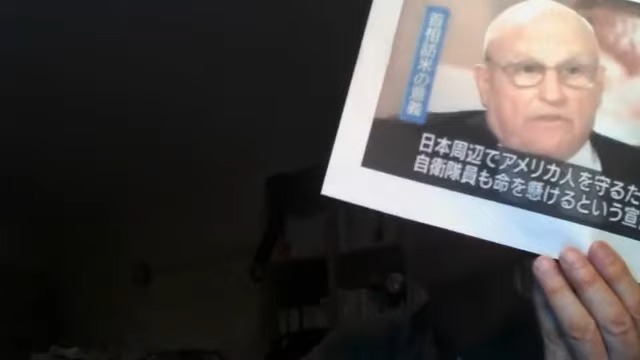 首相訪米の意義
日本周辺でアメリカ人を守るた
自衛隊員も命を懸けるという宣